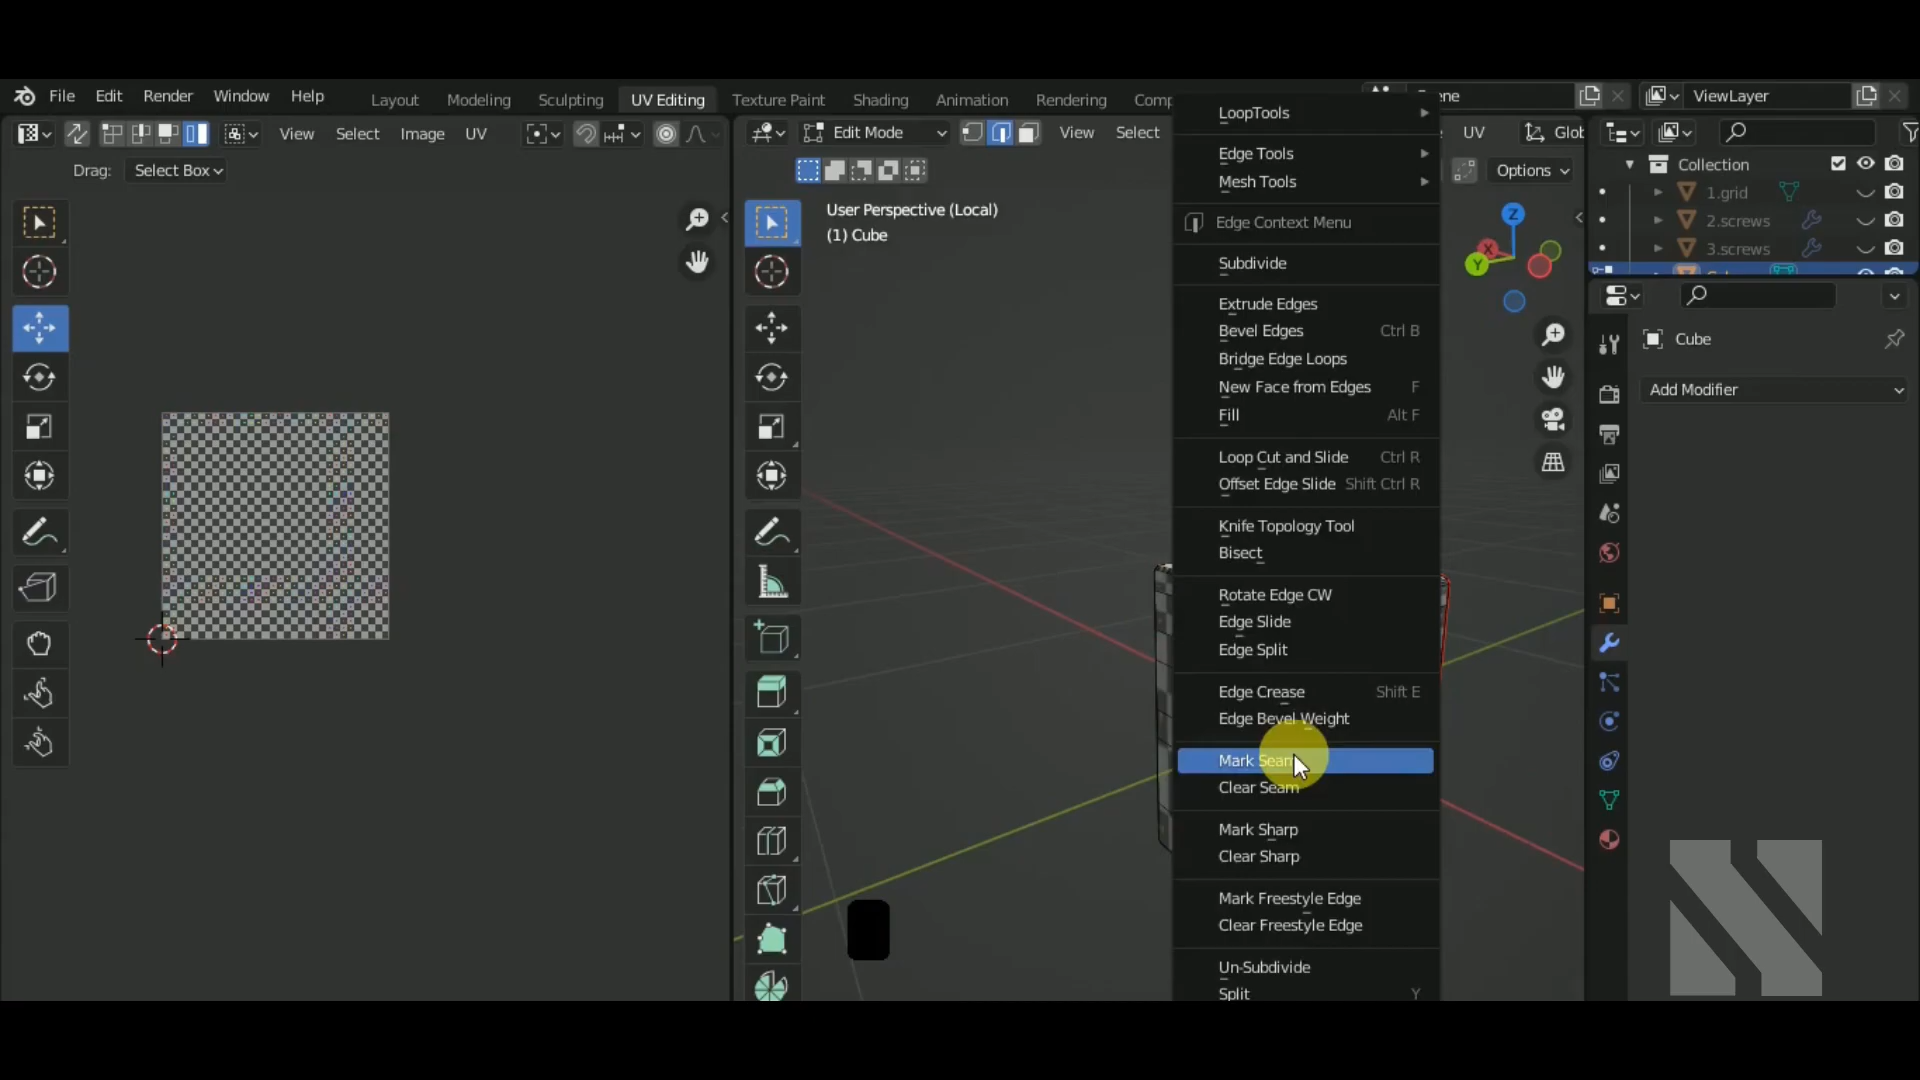 File Edit Render Window Help Layout Modeling Sculpting UV Editing Texture Paint Shading Animation Rendering ViewLayer
View Select Image UV
Edit Mode View Select UV
Drag: Select Box
Options
User Perspective (Local)
(1) Cube
Z
X
Y
LoopTools
Edge Tools
Mesh Tools
Edge Context Menu
Subdivide
Extrude Edges
Bevel Edges Ctrl B
Bridge Edge Loops
New Face from Edges F
Fill Alt F
Loop Cut and Slide Ctrl R
Offset Edge Slide Shift Ctrl R
Knife Topology Tool
Bisect
Rotate Edge CW
Edge Slide
Edge Split
Edge Crease Shift E
Edge Bevel Weight
Mark Seam
Clear Seam
Mark Sharp
Clear Sharp
Mark Freestyle Edge
Clear Freestyle Edge
Un-Subdivide
Split Y
Collection
1.grid
2.screws
3.screws
Cube
Add Modifier